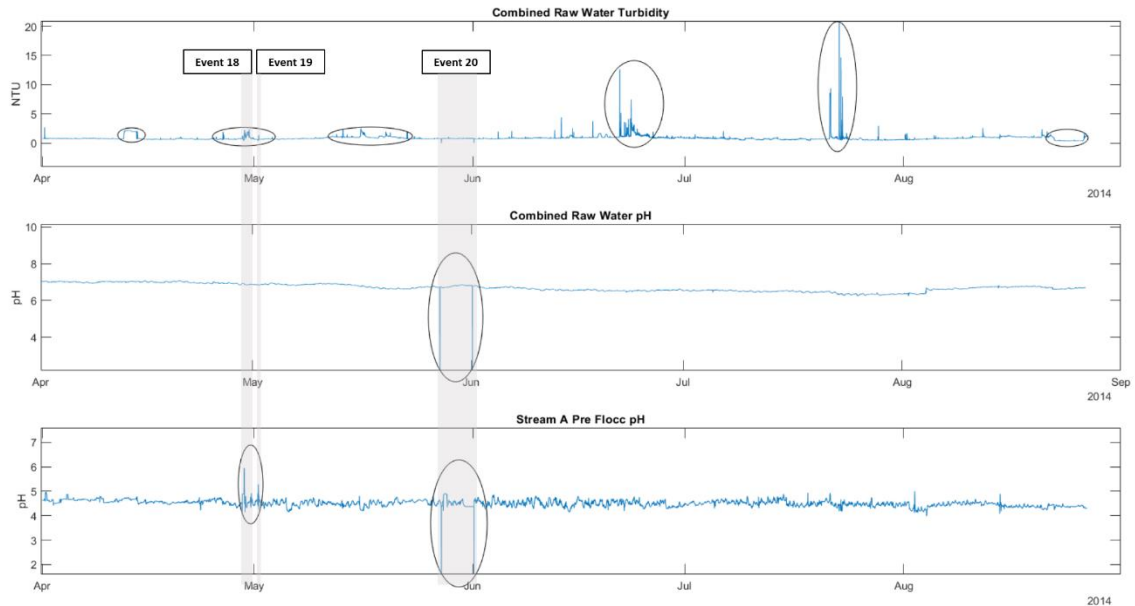 Combined Raw Water Turbidity
20
15
10
5
0
NTU
Event 18
Event 19
Event 20
Apr
May
Jun
Jul
Aug
2014
Combined Raw Water pH
10
8
6
4
pH
Apr
May
Jun
Jul
Aug
Sep
2014
Stream A Pre Flocc pH
7
6
5
4
3
2
pH
Apr
May
Jun
Jul
Aug
2014